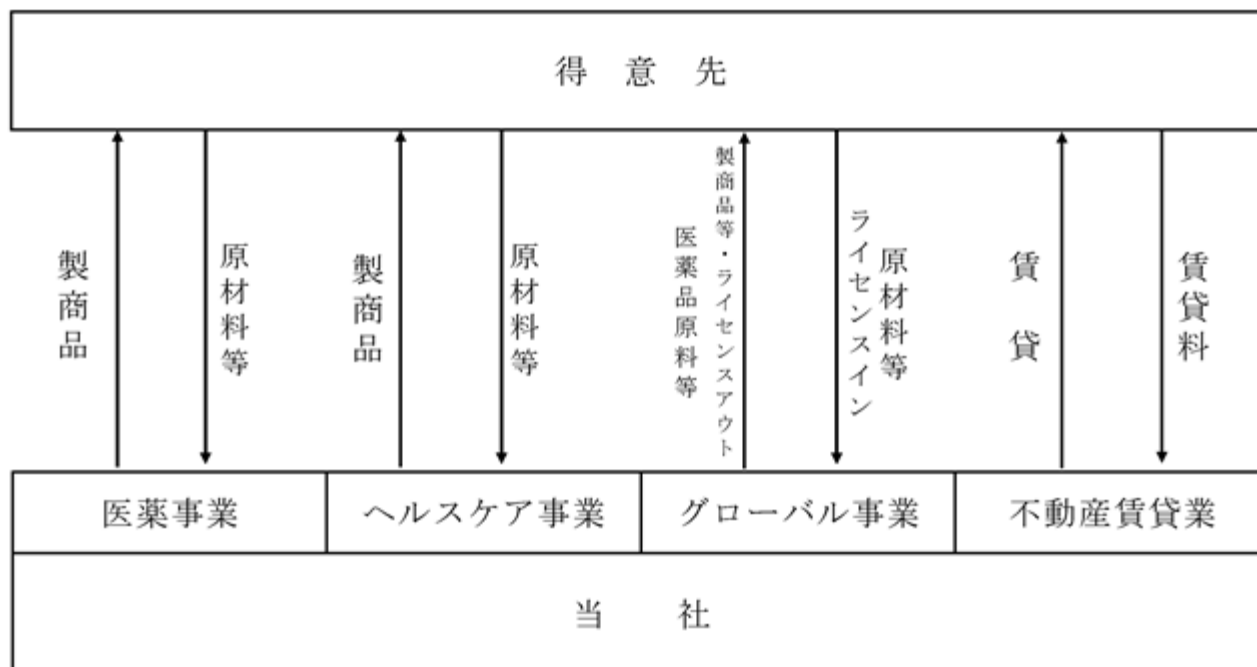 得意先
製商品
原材料等
製商品
原材料等
製商品等・ライセンスアウト
医薬品原料等
原材料等
ライセンスイン
賃貸
賃貸料
医薬事業
ヘルスケア事業
グローバル事業
不動産賃貸業
当社